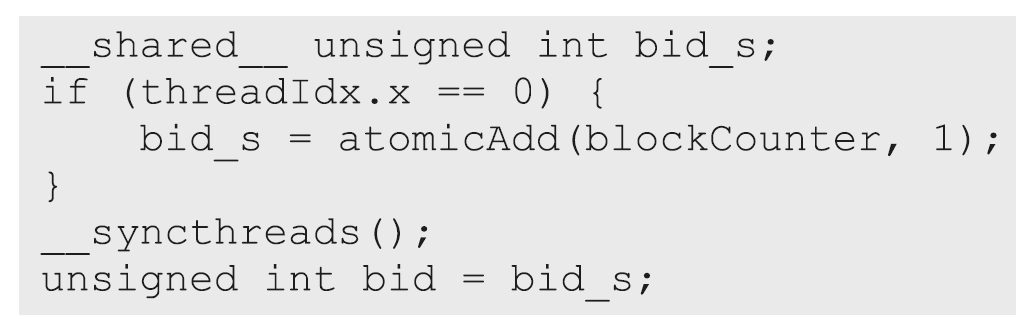 __shared__ unsigned int bid_s;
if (threadIdx.x == 0) {
    bid_s = atomicAdd(blockCounter, 1);
}
__syncthreads();
unsigned int bid = bid_s;